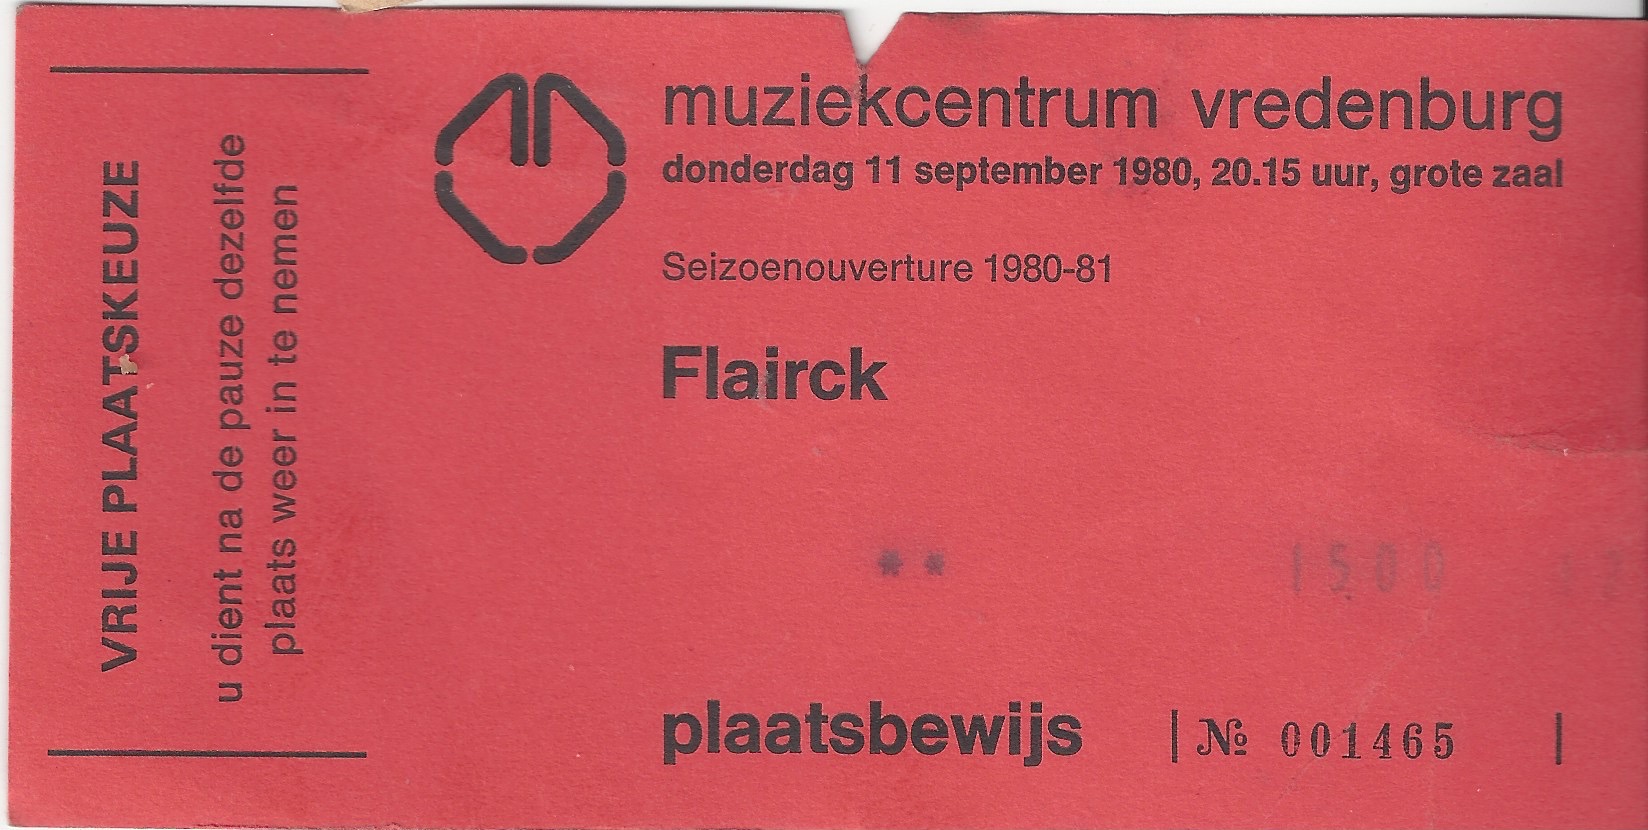 VRIJE PLAATSKEUZE
u dient na de pauze dezelfde
plaats weer in te nemen
muziekcentrum vredenburg
donderdag 11 september 1980, 20.15 uur, grote zaal
Seizoenouverture 1980-81
Flairck
** 1500
plaatsbewijs | № 001465 |